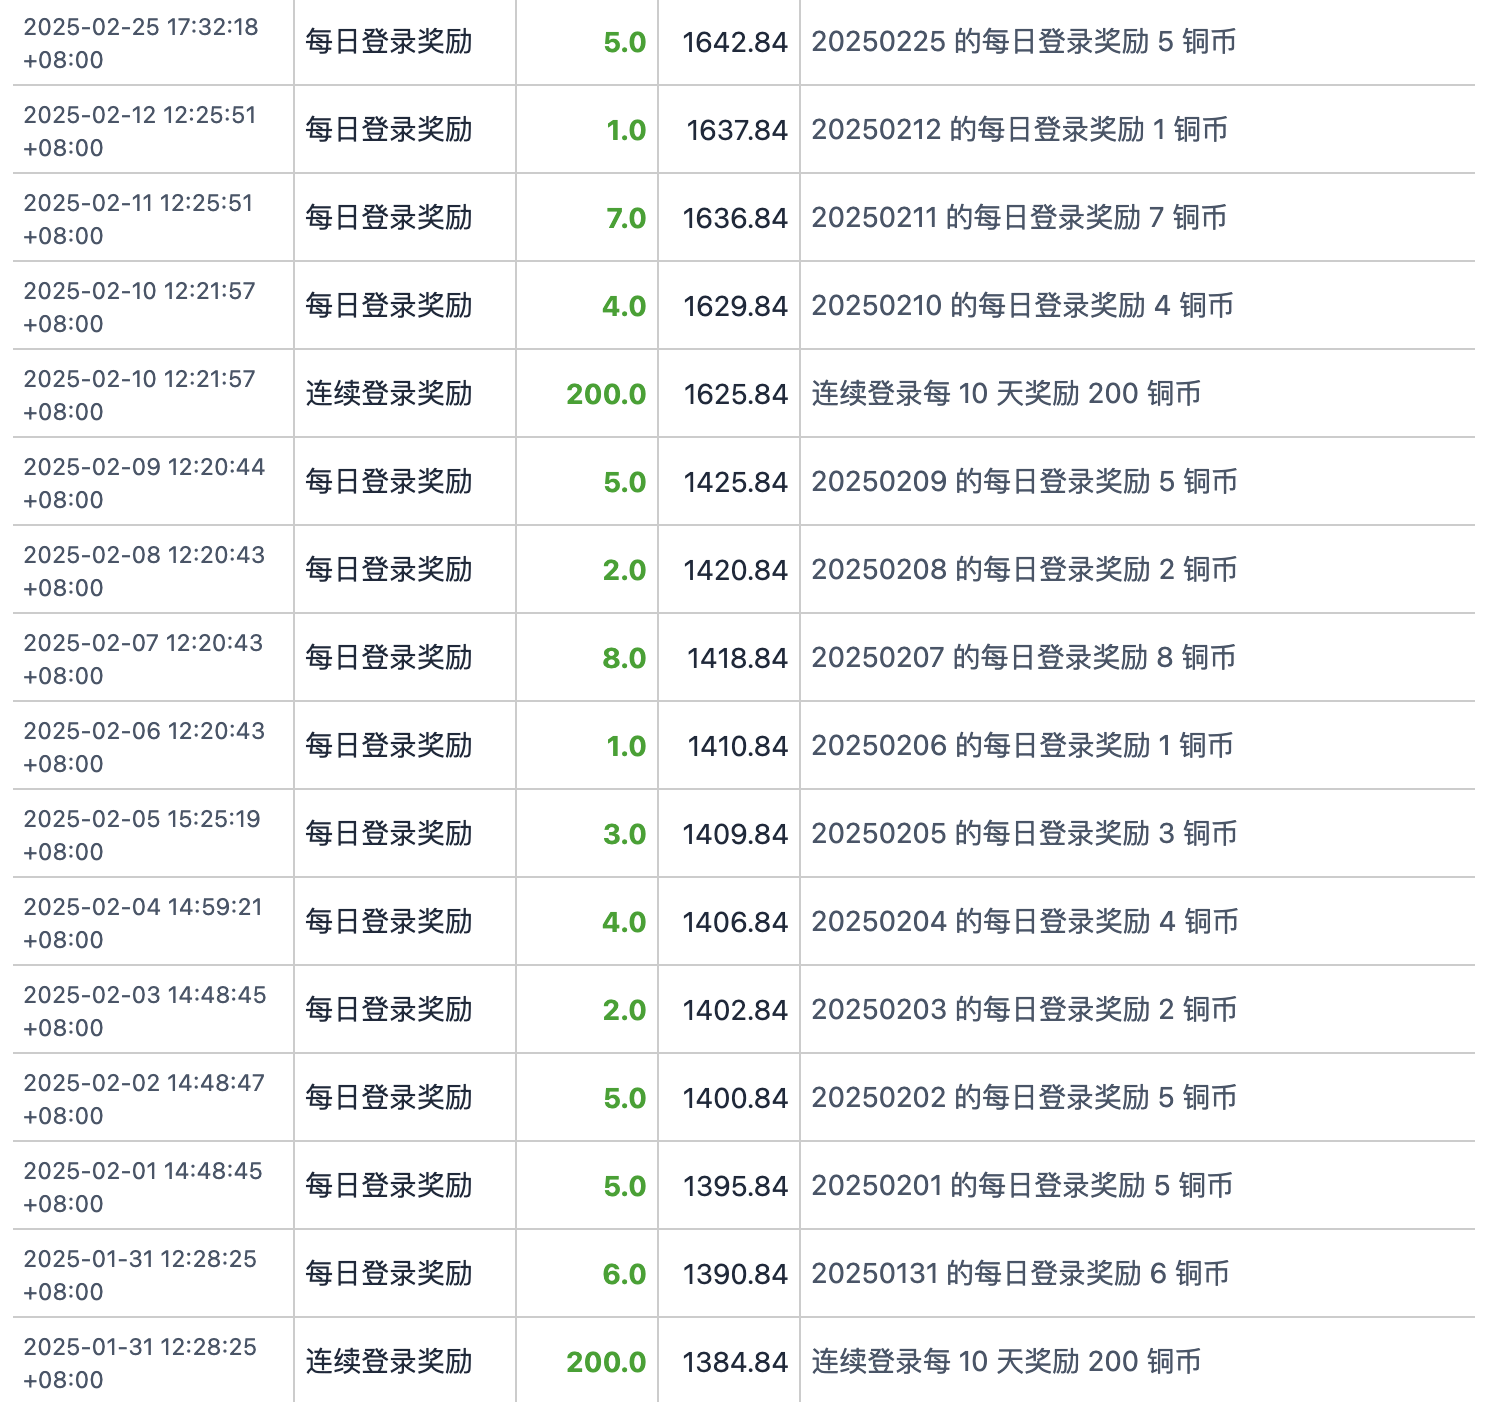 2025-02-25 17:32:18 +08:00 每日登录奖励 5.0 1642.84 20250225 的每日登录奖励 5 铜币
2025-02-12 12:25:51 +08:00 每日登录奖励 1.0 1637.84 20250212 的每日登录奖励 1 铜币
2025-02-11 12:25:51 +08:00 每日登录奖励 7.0 1636.84 20250211 的每日登录奖励 7 铜币
2025-02-10 12:21:57 +08:00 每日登录奖励 4.0 1629.84 20250210 的每日登录奖励 4 铜币
2025-02-10 12:21:57 +08:00 连续登录奖励 200.0 1625.84 连续登录每 10 天奖励 200 铜币
2025-02-09 12:20:44 +08:00 每日登录奖励 5.0 1425.84 20250209 的每日登录奖励 5 铜币
2025-02-08 12:20:43 +08:00 每日登录奖励 2.0 1420.84 20250208 的每日登录奖励 2 铜币
2025-02-07 12:20:43 +08:00 每日登录奖励 8.0 1418.84 20250207 的每日登录奖励 8 铜币
2025-02-06 12:20:43 +08:00 每日登录奖励 1.0 1410.84 20250206 的每日登录奖励 1 铜币
2025-02-05 15:25:19 +08:00 每日登录奖励 3.0 1409.84 20250205 的每日登录奖励 3 铜币
2025-02-04 14:59:21 +08:00 每日登录奖励 4.0 1406.84 20250204 的每日登录奖励 4 铜币
2025-02-03 14:48:45 +08:00 每日登录奖励 2.0 1402.84 20250203 的每日登录奖励 2 铜币
2025-02-02 14:48:47 +08:00 每日登录奖励 5.0 1400.84 20250202 的每日登录奖励 5 铜币
2025-02-01 14:48:45 +08:00 每日登录奖励 5.0 1395.84 20250201 的每日登录奖励 5 铜币
2025-01-31 12:28:25 +08:00 每日登录奖励 6.0 1390.84 20250131 的每日登录奖励 6 铜币
2025-01-31 12:28:25 +08:00 连续登录奖励 200.0 1384.84 连续登录每 10 天奖励 200 铜币